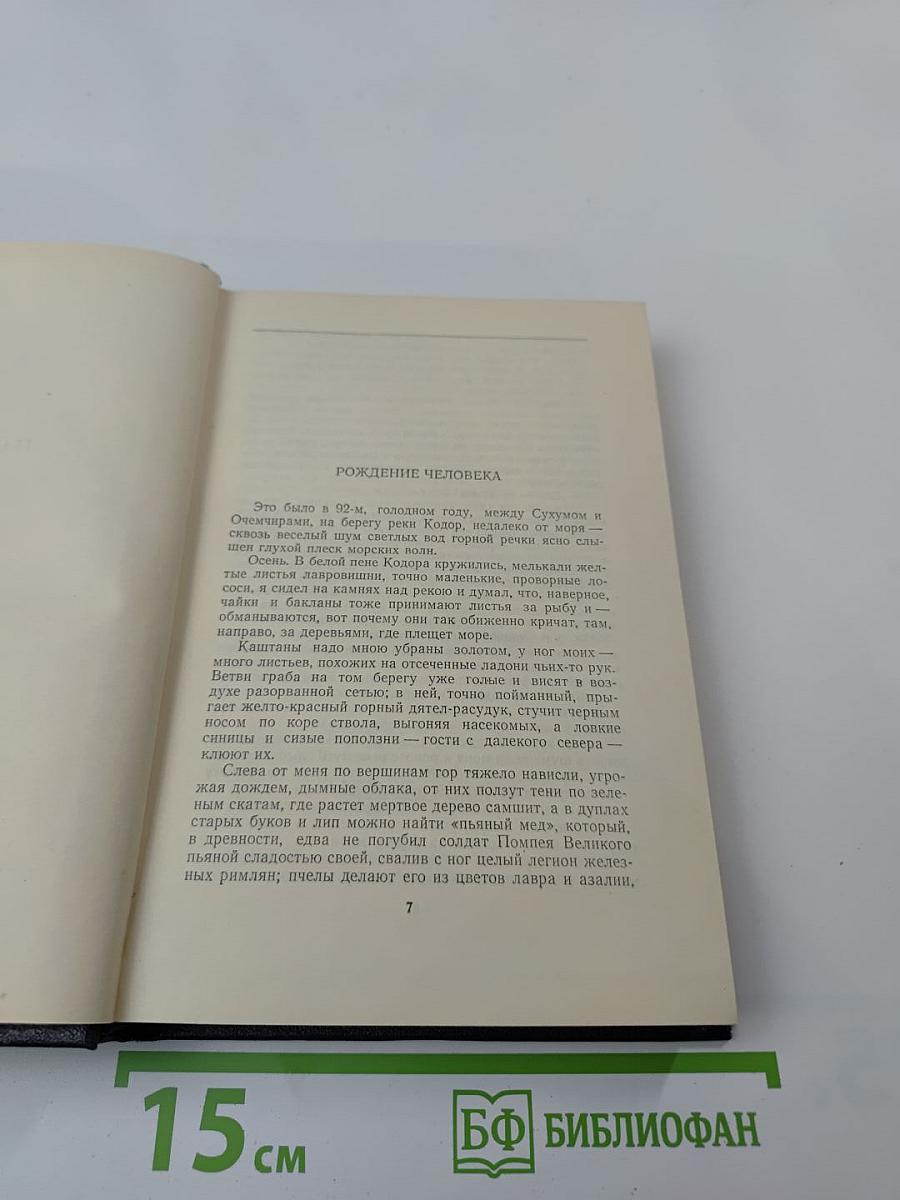 РОЖДЕНИЕ ЧЕЛОВЕКА
Это было в 92-м, голодном году, между Сухумом и
Очемчирами, на берегу реки Кодор, недалеко от моря —
сквозь веселый шум светлых вод горной речки ясно слы-
шен глухой плеск морских волн.
Осень. В белой пене Кодора кружились, мелькали жел-
тые листья лавровишни, точно маленькие, проворные ло-
соси, я сидел на камнях над рекою и думал, что, наверное,
чайки и бакланы тоже принимают листья за рыбу и —
обманываются, вот почему они так обиженно кричат, там,
направо, за деревьями, где плещет море.
Каштаны надо мною убраны золотом, у ног моих —
много листьев, похожих на отсеченные ладони чьих-то рук.
Ветви граба на том берегу уже голые и висят в воз-
духе разорванной сетью; в ней, точно пойманный, пры-
гает желто-красный горный дятел-расудук, стучит черным
носом по коре ствола, выгоняя насекомых, а ловкие
синицы и сизые поползни — гости с далекого севера —
клюют их.
Слева от меня по вершинам гор тяжело нависли, угро-
жая дождем, дымные облака, от них ползут тени по зеле-
ным скатам, где растет мертвое дерево самшит, а в дуплах
старых буков и лип можно найти «пьяный мед», который,
в древности, едва не погубил солдат Помпея Великого
пьяной сладостью своей, свалив с ног целый легион желез-
ных римлян; пчелы делают его из цветов лавра и азалии,
7
15 см
БФ БИБЛИОФАН